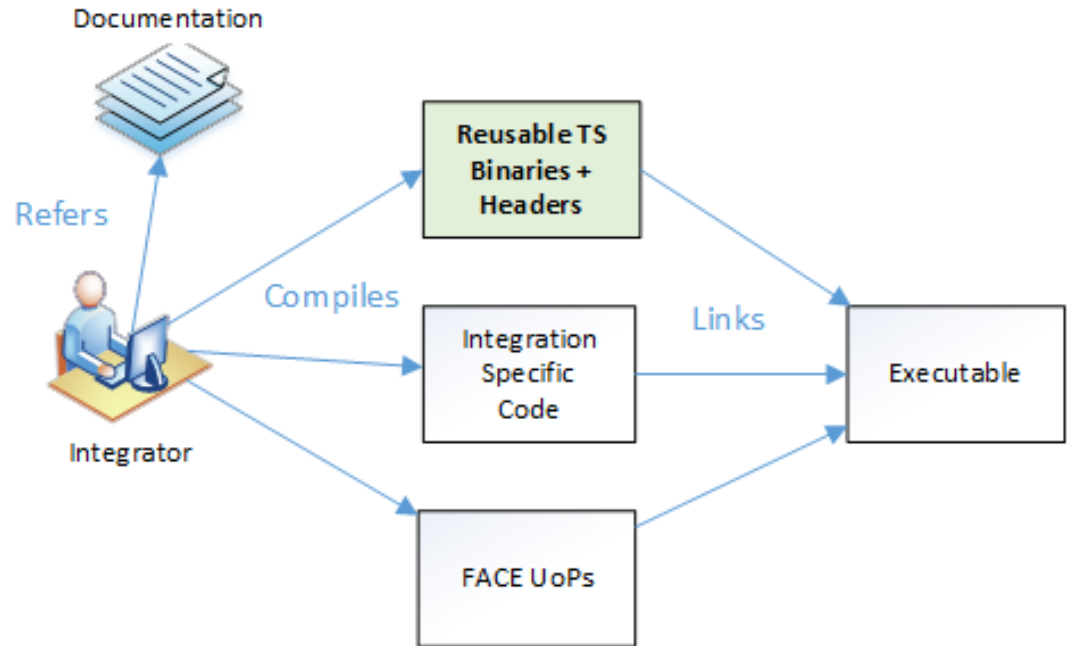 Documentation
Reusable TS
Binaries +
Headers
Refers
Compiles
Links
Integration
Specific
Code
Executable
Integrator
FACE UoPs